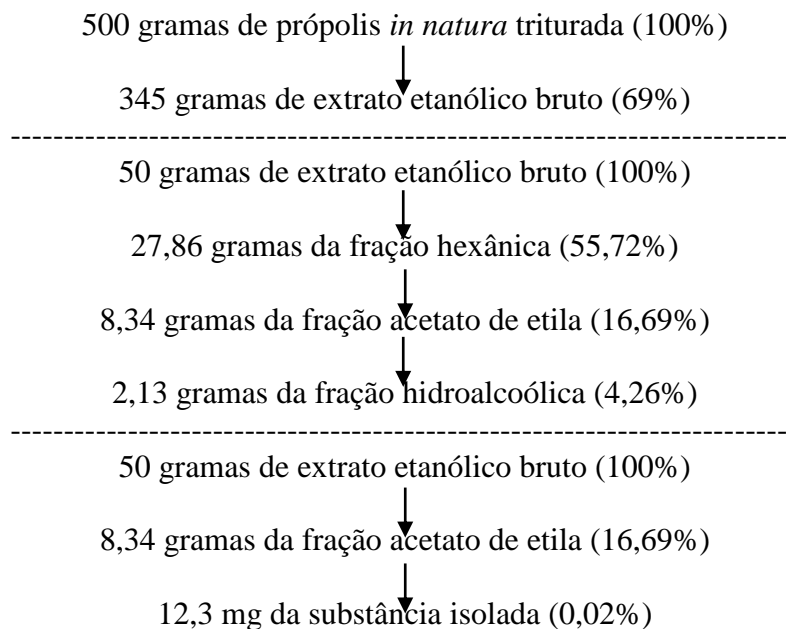 500 gramas de própolis in natura triturada (100%)
345 gramas de extrato etanólico bruto (69%)
50 gramas de extrato etanólico bruto (100%)
27,86 gramas da fração hexânica (55,72%)
8,34 gramas da fração acetato de etila (16,69%)
2,13 gramas da fração hidroalcoólica (4,26%)
50 gramas de extrato etanólico bruto (100%)
8,34 gramas da fração acetato de etila (16,69%)
12,3 mg da substância isolada (0,02%)